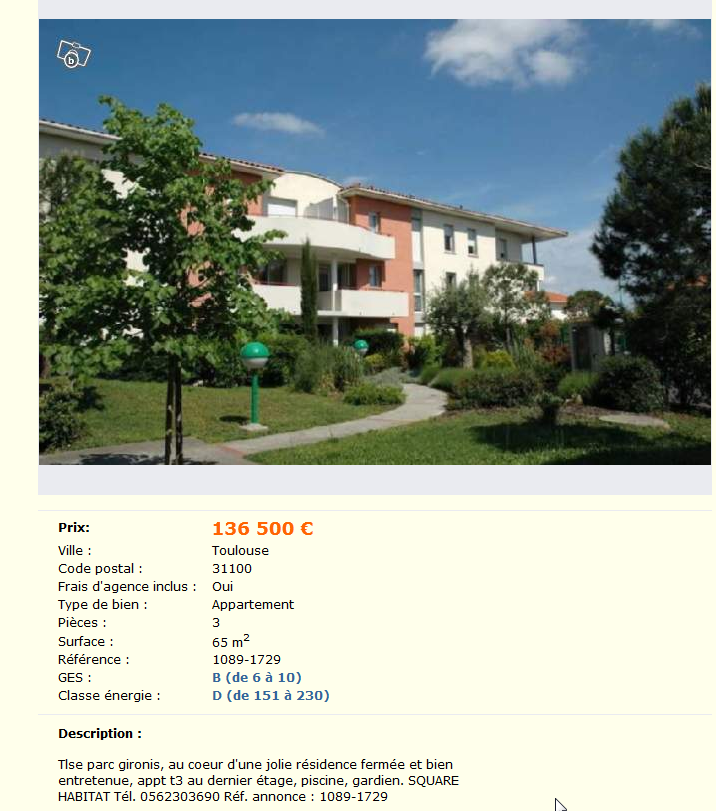 b
Prix: 136 500 €
Ville : Toulouse
Code postal : 31100
Frais d'agence inclus : Oui
Type de bien : Appartement
Pièces : 3
Surface : 65 m²
Référence : 1089-1729
GES : B (de 6 à 10)
Classe énergie : D (de 151 à 230)
Description :
Tlse parc gironis, au coeur d'une jolie résidence fermée et bien
entretenue, appt t3 au dernier étage, piscine, gardien. SQUARE
HABITAT Tél. 0562303690 Réf. annonce : 1089-1729